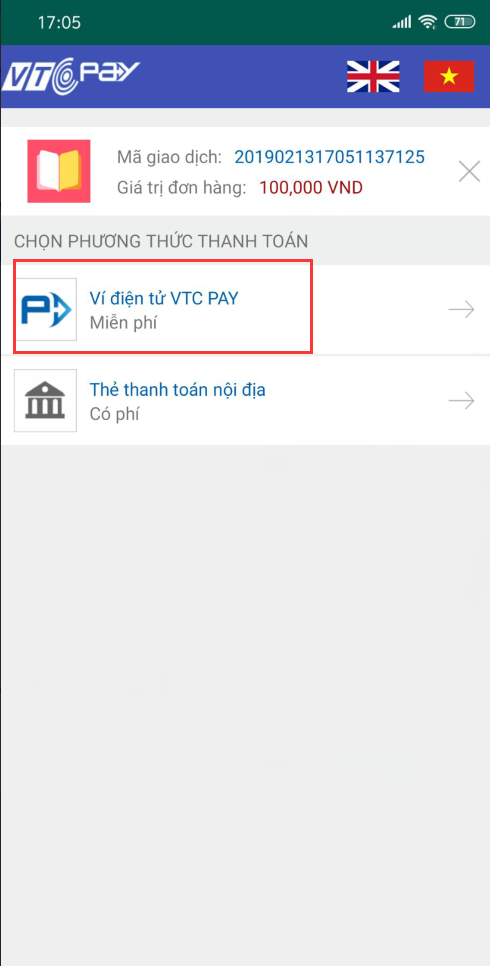 17:05
71
VTC Pay
Mã giao dịch: 2019021317051137125
Giá trị đơn hàng: 100,000 VND
CHỌN PHƯƠNG THỨC THANH TOÁN
Ví điện tử VTC PAY
Miễn phí
Thẻ thanh toán nội địa
Có phí